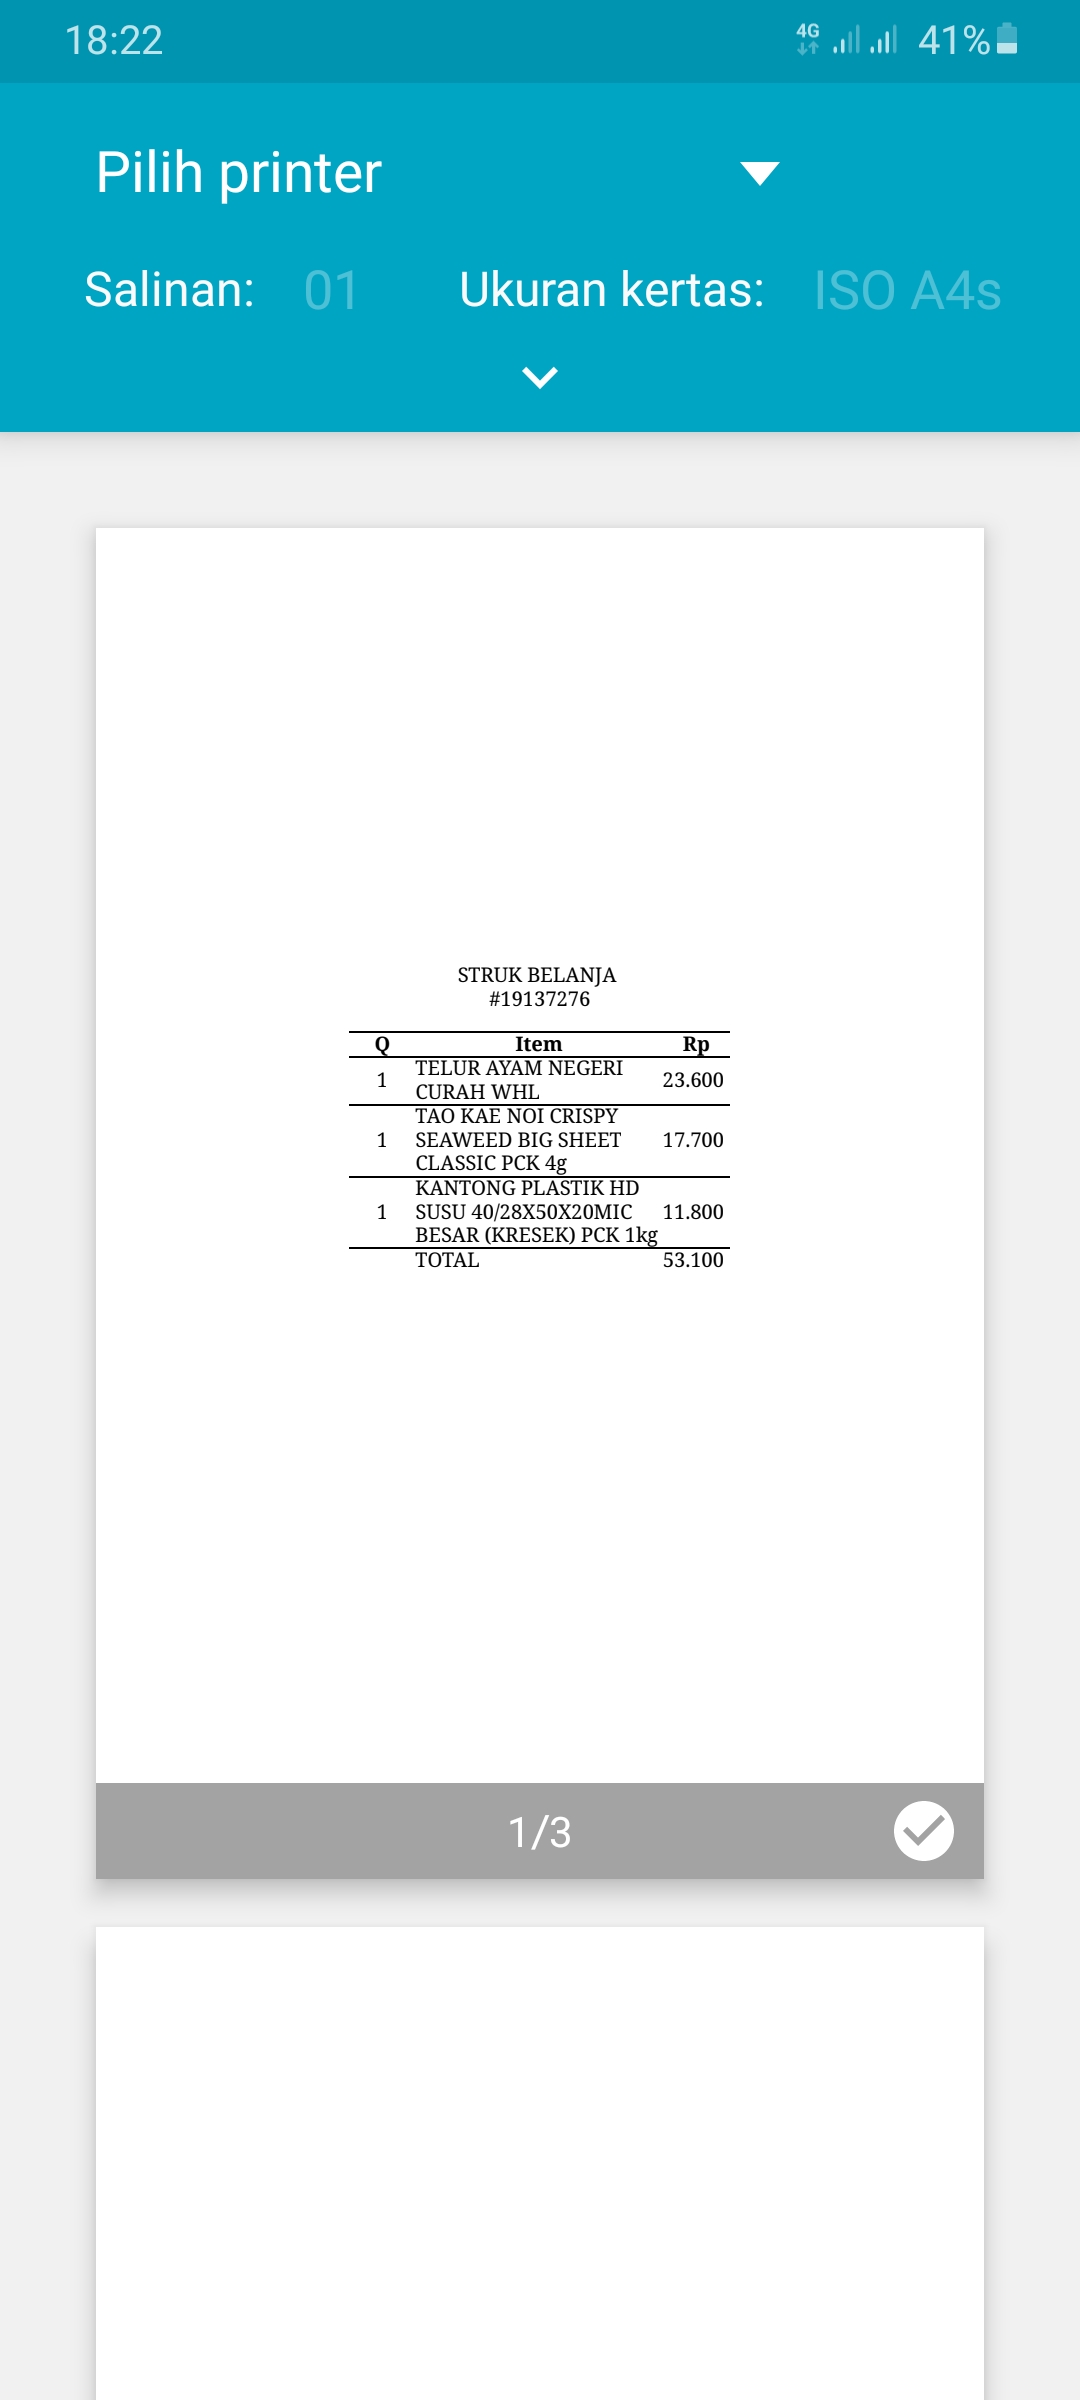 18:22 4G 41%
Pilih printer
Salinan: 01 Ukuran kertas: ISO A4s
STRUK BELANJA
#19137276
Q Item Rp
1 TELUR AYAM NEGERI CURAH WHL 23.600
1 TAO KAE NOI CRISPY SEAWEED BIG SHEET CLASSIC PCK 4g 17.700
1 KANTONG PLASTIK HD SUSU 40/28X50X20MIC BESAR (KRESEK) PCK 1kg 11.800
TOTAL 53.100
1/3